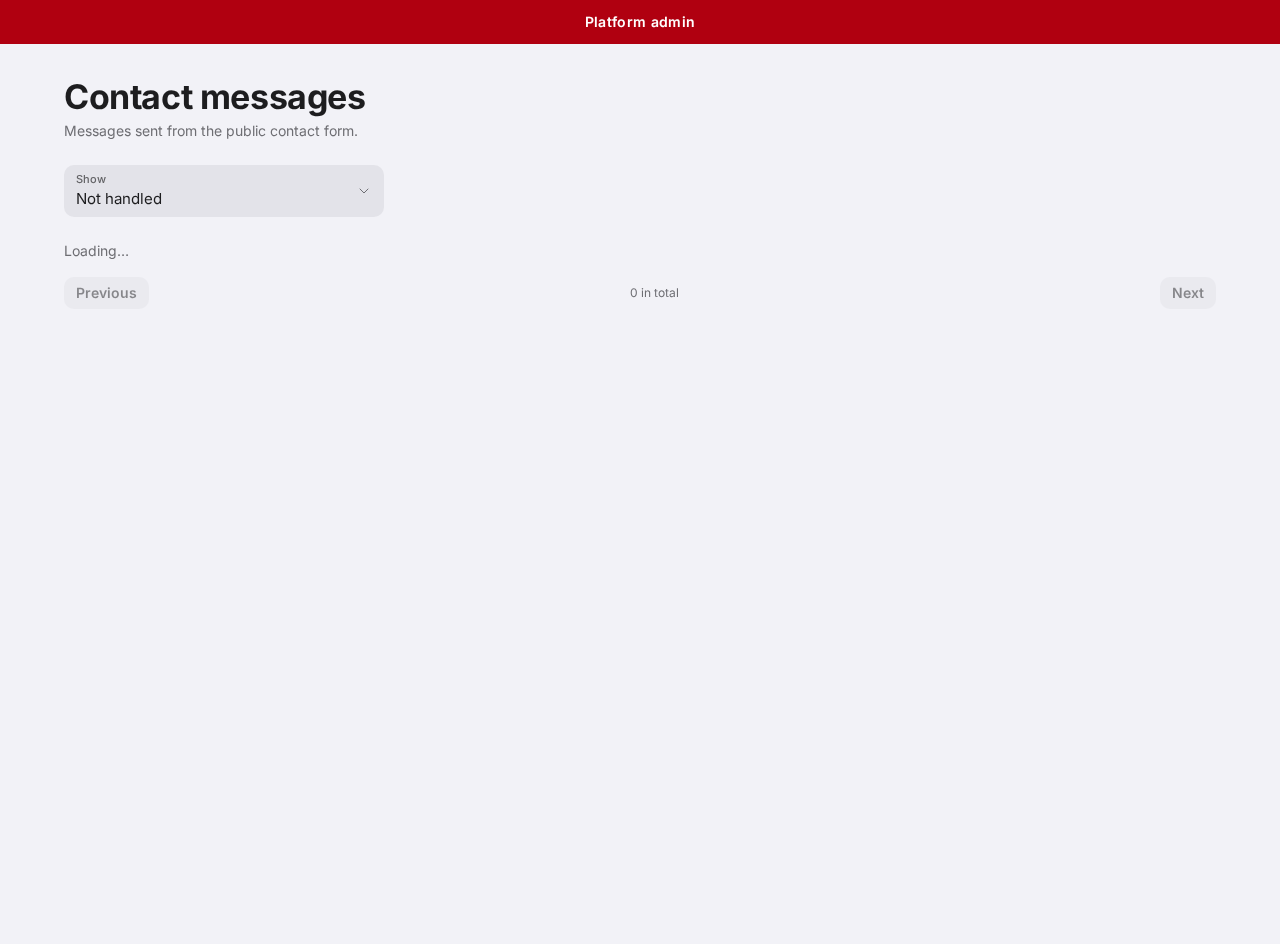 Platform admin
Contact messages
Messages sent from the public contact form.
Show
Not handled
Loading...
Previous
0 in total
Next